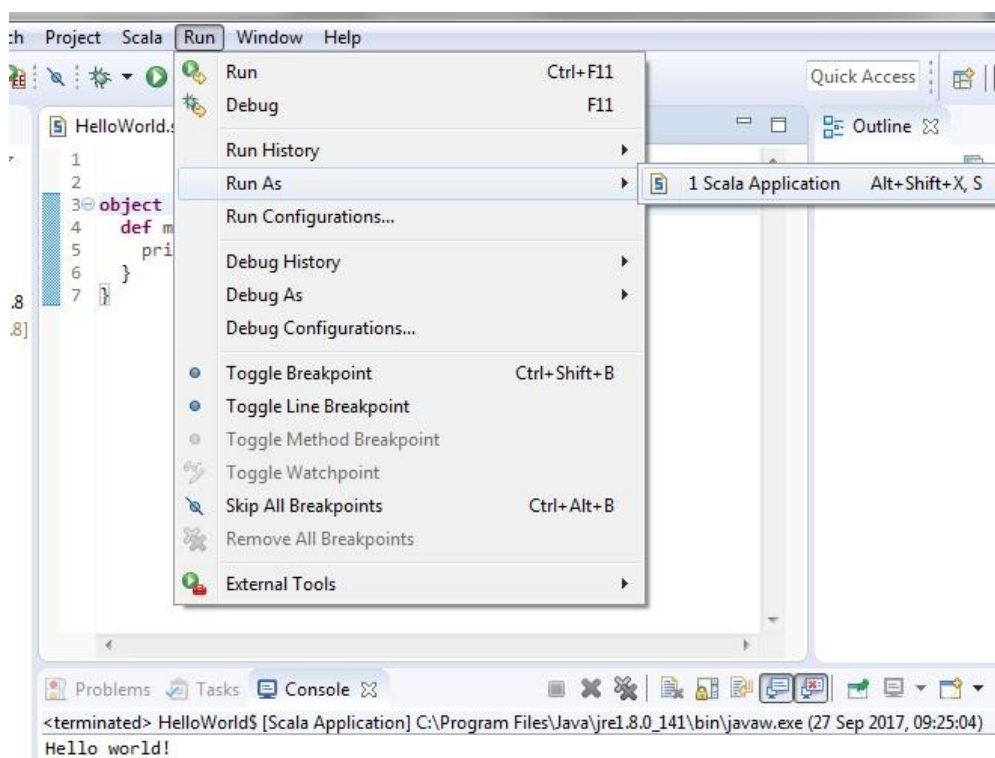 ch Project Scala Run Window Help
Quick Access
Run Ctrl+F11
Debug F11
Run History
Run As
1 Scala Application Alt+Shift+X, S
Run Configurations...
Debug History
Debug As
Debug Configurations...
Toggle Breakpoint Ctrl+Shift+B
Toggle Line Breakpoint
Toggle Method Breakpoint
Toggle Watchpoint
Skip All Breakpoints Ctrl+Alt+B
Remove All Breakpoints
External Tools
HelloWorld.s
Outline
1
2
3 object
4 def m
5 pri
6 }
7 }
.8
.8]
Problems Tasks Console
<terminated> HelloWorld$ [Scala Application] C:\Program Files\Java\jre1.8.0_141\bin\javaw.exe (27 Sep 2017, 09:25:04)
Hello world!